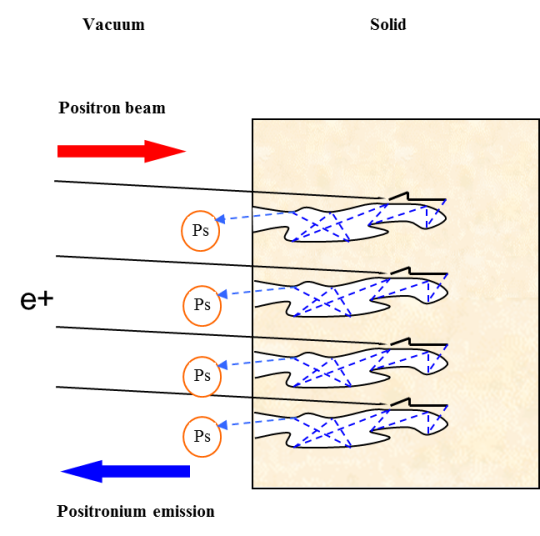 Vacuum
Solid
Positron beam
Ps
Ps
e+
Ps
Ps
Positronium emission